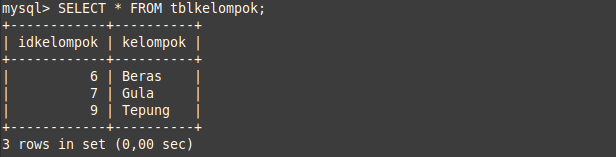 mysql> SELECT * FROM tblkelompok;
+------------+----------+
| idkelompok | kelompok |
+------------+----------+
|          6 | Beras    |
|          7 | Gula     |
|          9 | Tepung   |
+------------+----------+
3 rows in set (0,00 sec)